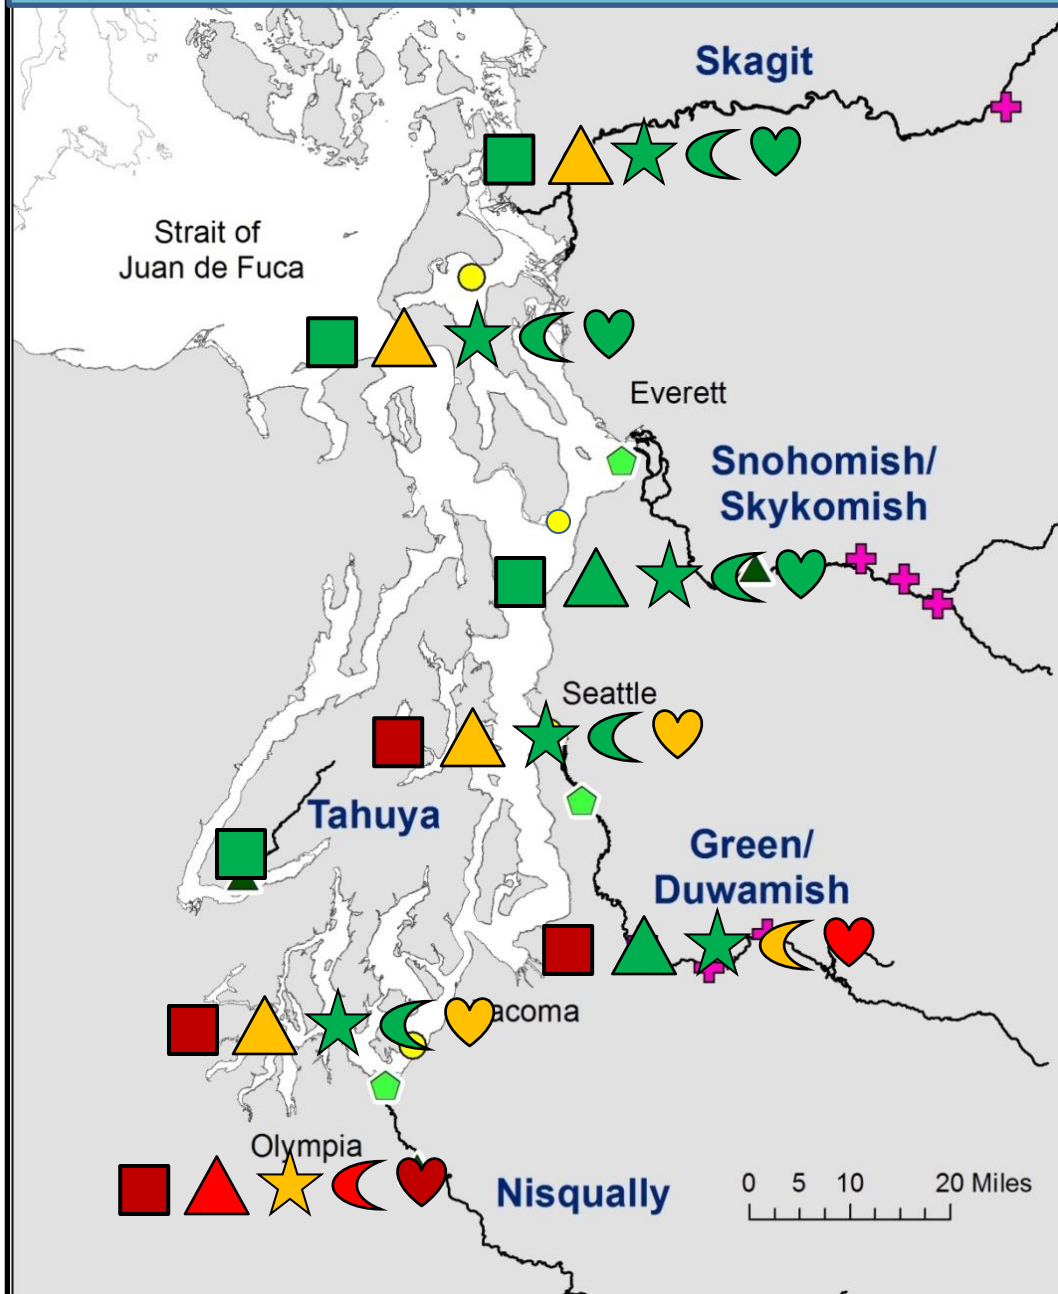 Skagit
Strait of
Juan de Fuca
Everett
Snohomish/
Skykomish
Seattle
Tahuya
Green/
Duwamish
acoma
Olympia
Nisqually
0 5 10 20 Miles